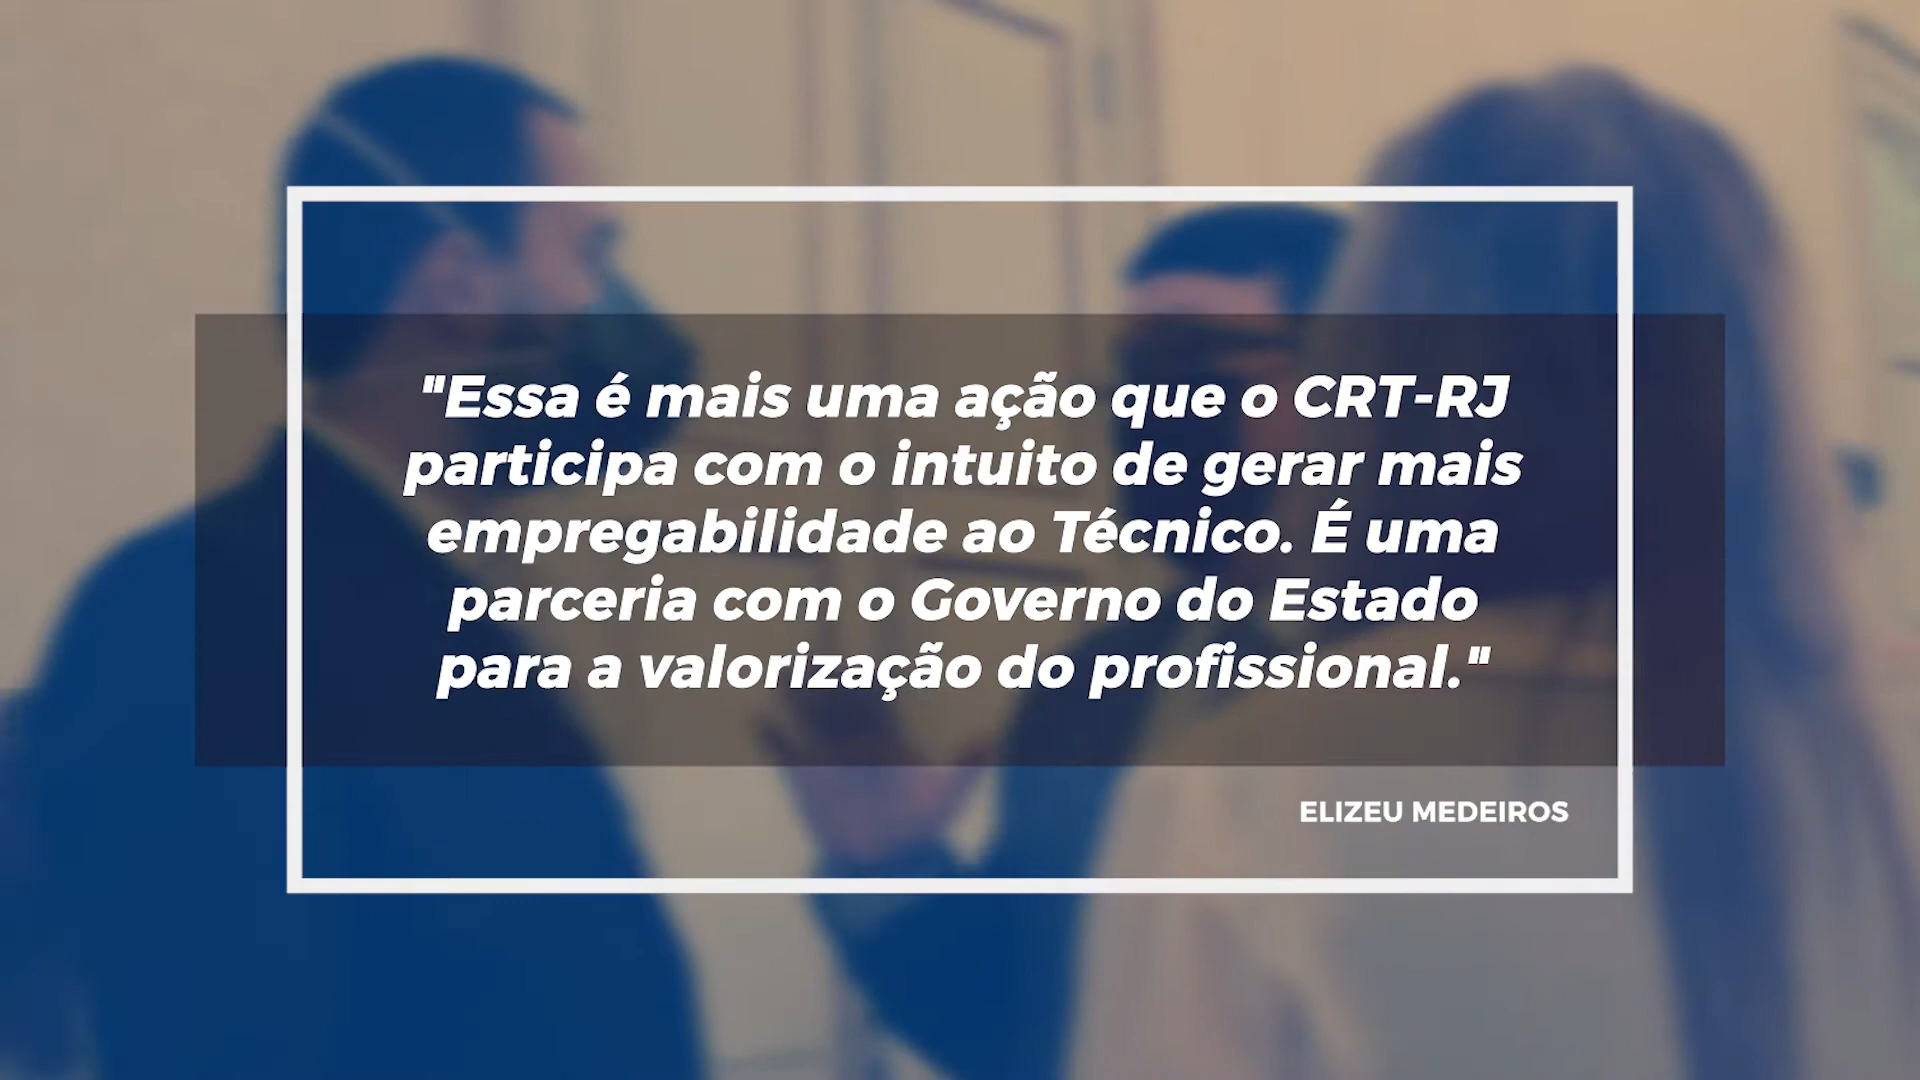 "Essa é mais uma ação que o CRT-RJ
participa com o intuito de gerar mais
empregabilidade ao Técnico. É uma
parceria com o Governo do Estado
para a valorização do profissional."
ELIZEU MEDEIROS